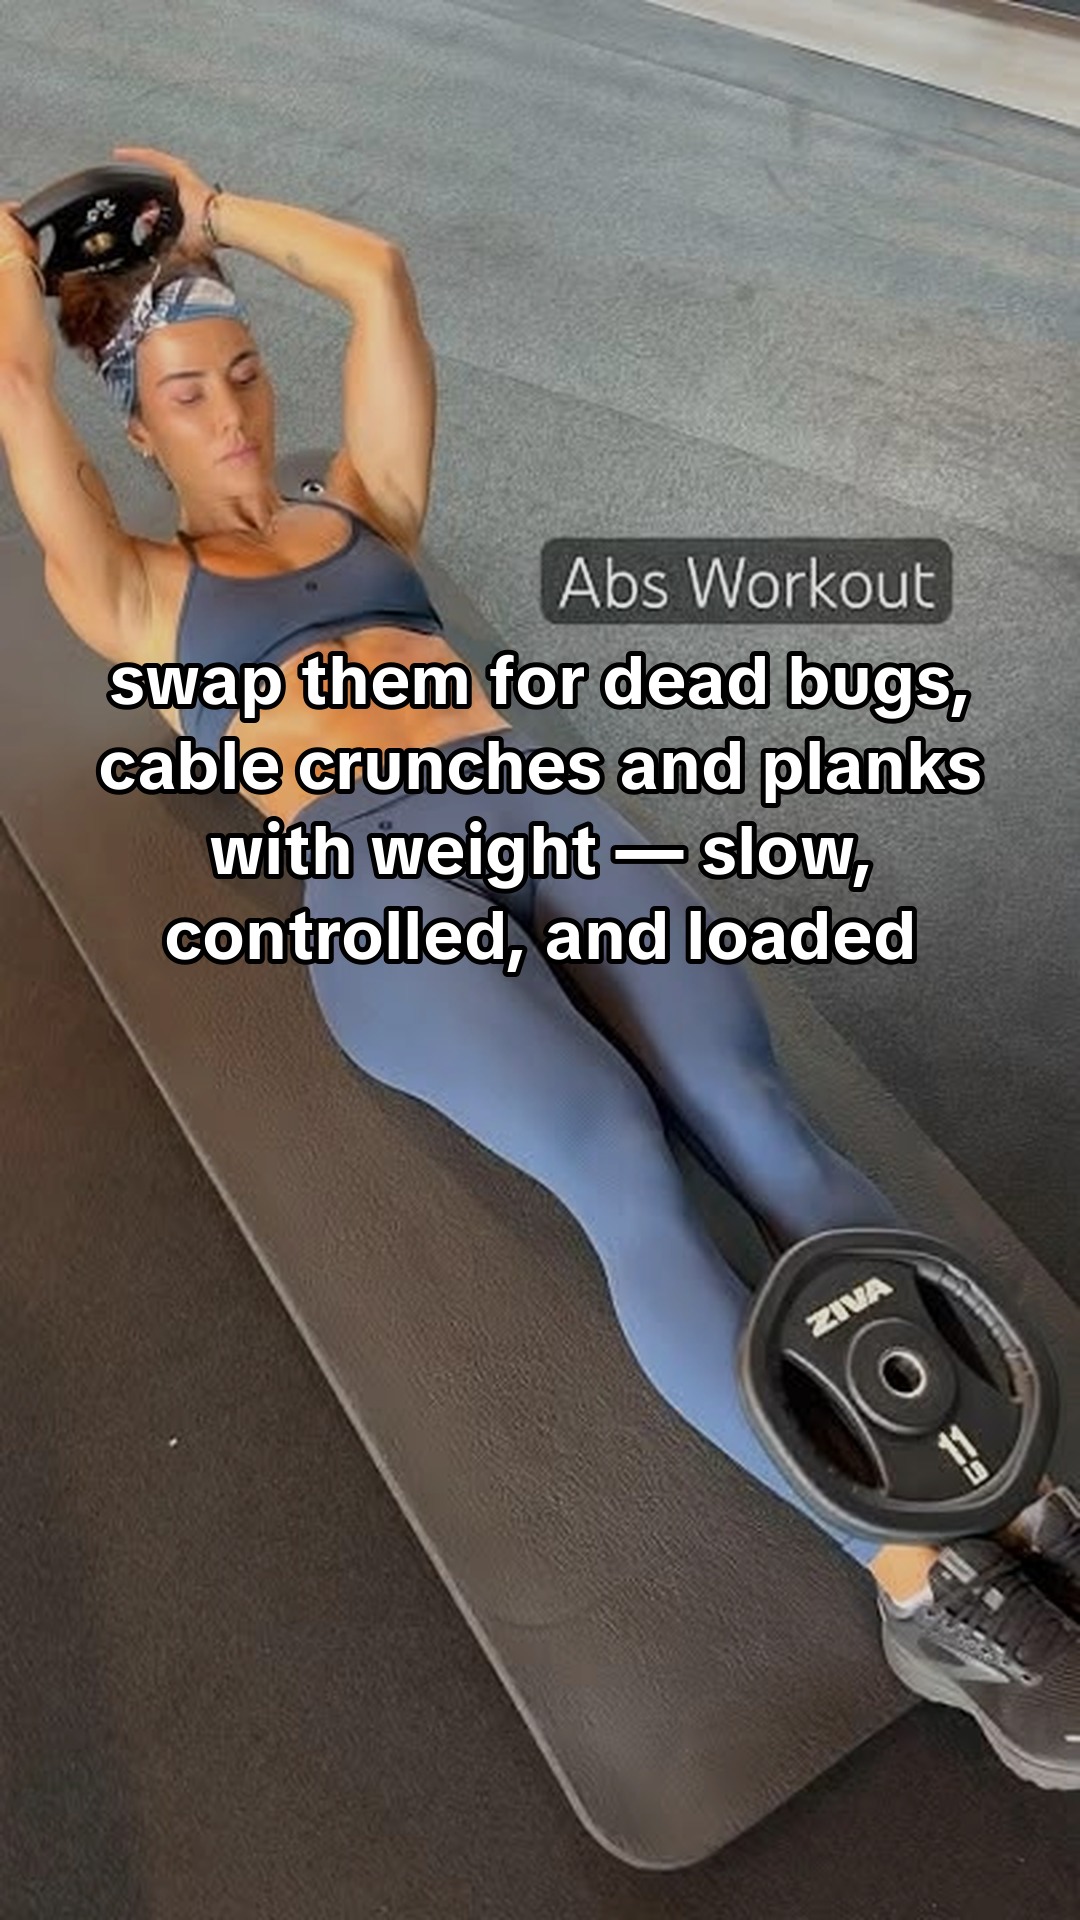 Abs Workout
swap them for dead bugs,
cable crunches and planks
with weight — slow,
controlled, and loaded
ZIVA
11
LB